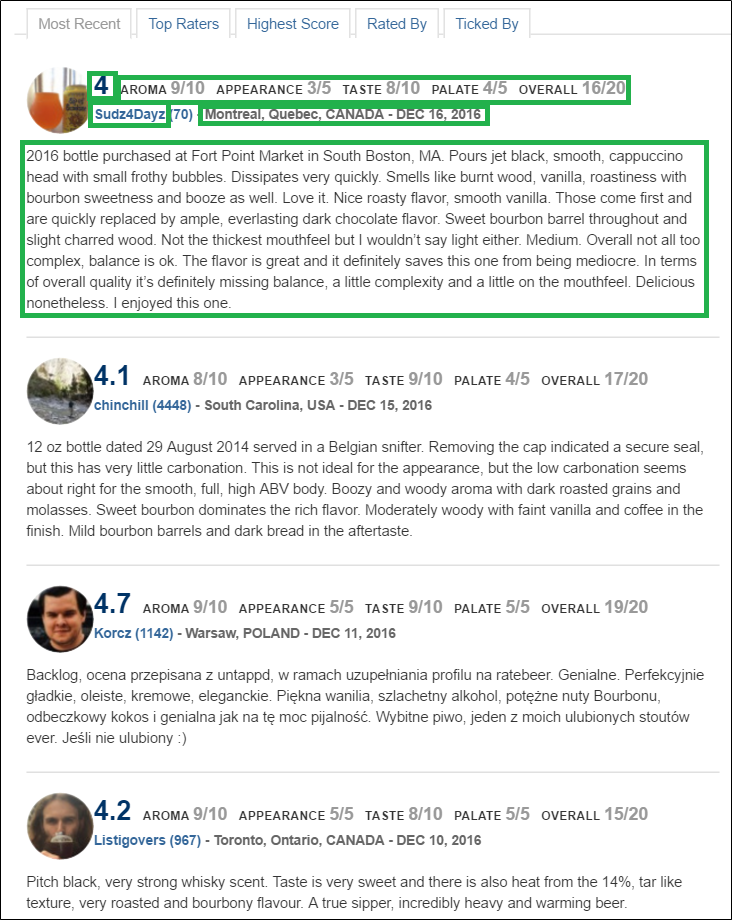 Most Recent Top Raters Highest Score Rated By Ticked By
4 AROMA 9/10 APPEARANCE 3/5 TASTE 8/10 PALATE 4/5 OVERALL 16/20
Sudz4Dayz (70) - Montreal, Quebec, CANADA - DEC 16, 2016
2016 bottle purchased at Fort Point Market in South Boston, MA. Pours jet black, smooth, cappuccino
head with small frothy bubbles. Dissipates very quickly. Smells like burnt wood, vanilla, roastiness with
bourbon sweetness and booze as well. Love it. Nice roasty flavor, smooth vanilla. Those come first and
are quickly replaced by ample, everlasting dark chocolate flavor. Sweet bourbon barrel throughout and
slight charred wood. Not the thickest mouthfeel but I wouldn’t say light either. Medium. Overall not all too
complex, balance is ok. The flavor is great and it definitely saves this one from being mediocre. In terms
of overall quality it’s definitely missing balance, a little complexity and a little on the mouthfeel. Delicious
nonetheless. I enjoyed this one.
4.1 AROMA 8/10 APPEARANCE 3/5 TASTE 9/10 PALATE 4/5 OVERALL 17/20
chinchill (4448) - South Carolina, USA - DEC 15, 2016
12 oz bottle dated 29 August 2014 served in a Belgian snifter. Removing the cap indicated a secure seal,
but this has very little carbonation. This is not ideal for the appearance, but the low carbonation seems
about right for the smooth, full, high ABV body. Boozy and woody aroma with dark roasted grains and
molasses. Sweet bourbon dominates the rich flavor. Moderately woody with faint vanilla and coffee in the
finish. Mild bourbon barrels and dark bread in the aftertaste.
4.7 AROMA 9/10 APPEARANCE 5/5 TASTE 9/10 PALATE 5/5 OVERALL 19/20
Korcz (1142) - Warsaw, POLAND - DEC 11, 2016
Backlog, ocena przepisana z untappd, w ramach uzupełniania profilu na ratebeer. Genialne. Perfekcyjnie
gładkie, oleiste, kremowe, eleganckie. Piękna wanilia, szlachetny alkohol, potężne nuty Bourbonu,
odbeczkowy kokos i genialna jak na tę moc pijalność. Wybitne piwo, jeden z moich ulubionych stoutów
ever. Jeśli nie ulubiony :)
4.2 AROMA 9/10 APPEARANCE 5/5 TASTE 8/10 PALATE 5/5 OVERALL 15/20
Listigovers (967) - Toronto, Ontario, CANADA - DEC 10, 2016
Pitch black, very strong whisky scent. Taste is very sweet and there is also heat from the 14%, tar like
texture, very roasted and bourbony flavour. A true sipper, incredibly heavy and warming beer.